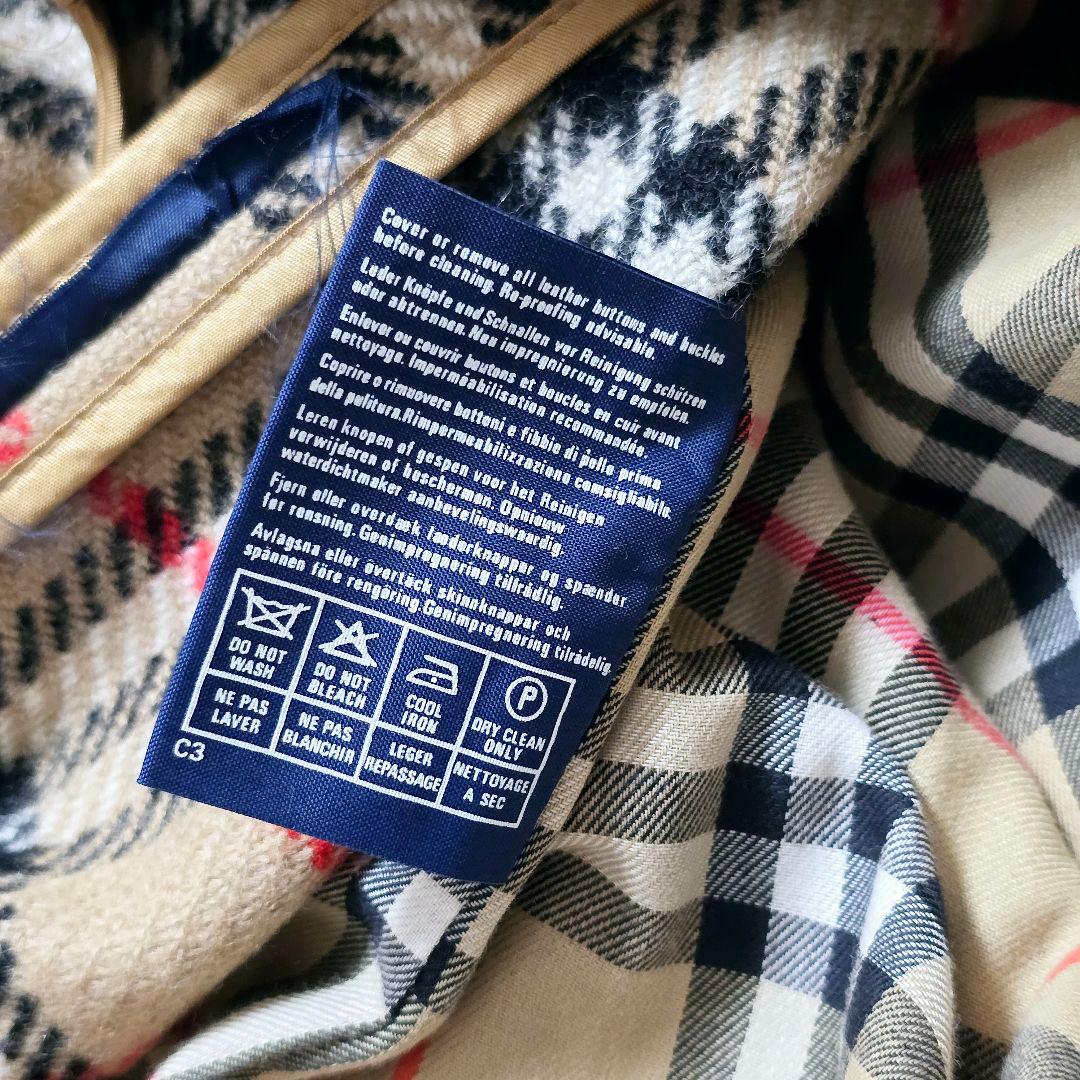 Cover or remove all leather buttons and buckles
before cleaning. Re-proofing advisable.
Leder Knöpfe und Schnallen vor Reinigung schützen
oder abtrennen. Neu impregnierung zu empfolen.
Enlever ou couvrir boutons et boucles en cuir avant
nettoyage. Imperméabilisation recommandée.
Coprire o rimuovere bottoni e fibbie di pelle prima
della pulitura.Rimpermeabilizzazione comsigliabile.
Leren knopen of gespen voor het Reinigen
verwijderen of beschermen. Opnieuw
waterdichtmaker aanbevelingswaardig.
Fjern eller overdæk læderknapper og spænder
før rensning. Genimprægnering tilrådlig.
Avlagsna eller overtäck skinnknappar och
spännen före rengöring.Genimpregnering tilrådelig.
DO NOT
WASH
DO NOT
BLEACH
COOL
IRON
P
DRY CLEAN
ONLY
NE PAS
LAVER
NE PAS
BLANCHIR
LEGER
REPASSAGE
NETTOYAGE
A SEC
C3